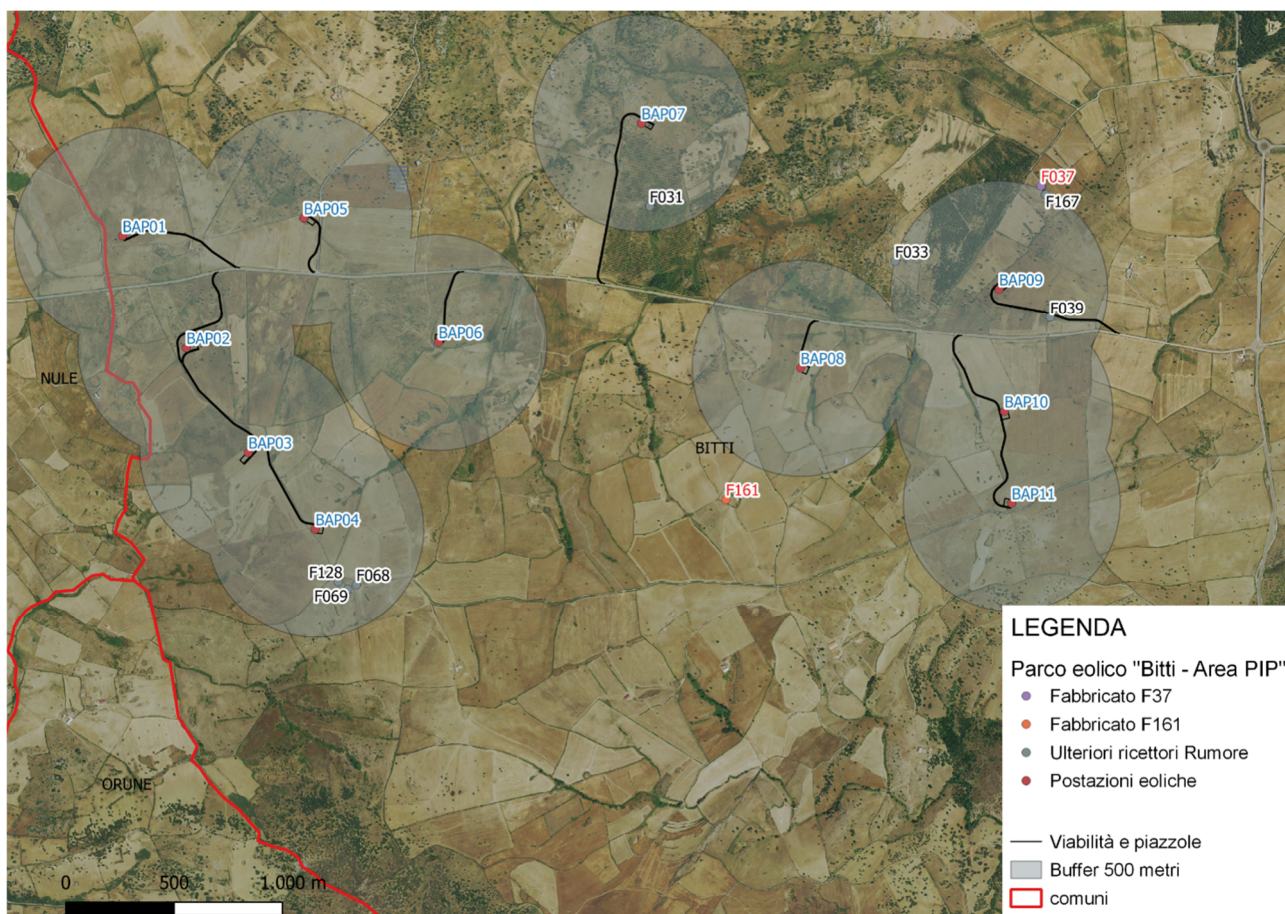 BAP07
F037
F167
F031
BAP05
BAP01
F033
BAP09
F039
BAP02
BAP06
BAP08
NULE
BAP10
BAP03
BITTI
F161
BAP11
BAP04
F128
F068
F069
ORUNE
0
500
1.000 m
LEGENDA
Parco eolico "Bitti - Area PIP"
Fabbricato F37
Fabbricato F161
Ulteriori ricettori Rumore
Postazioni eoliche
Viabilità e piazzole
Buffer 500 metri
comuni